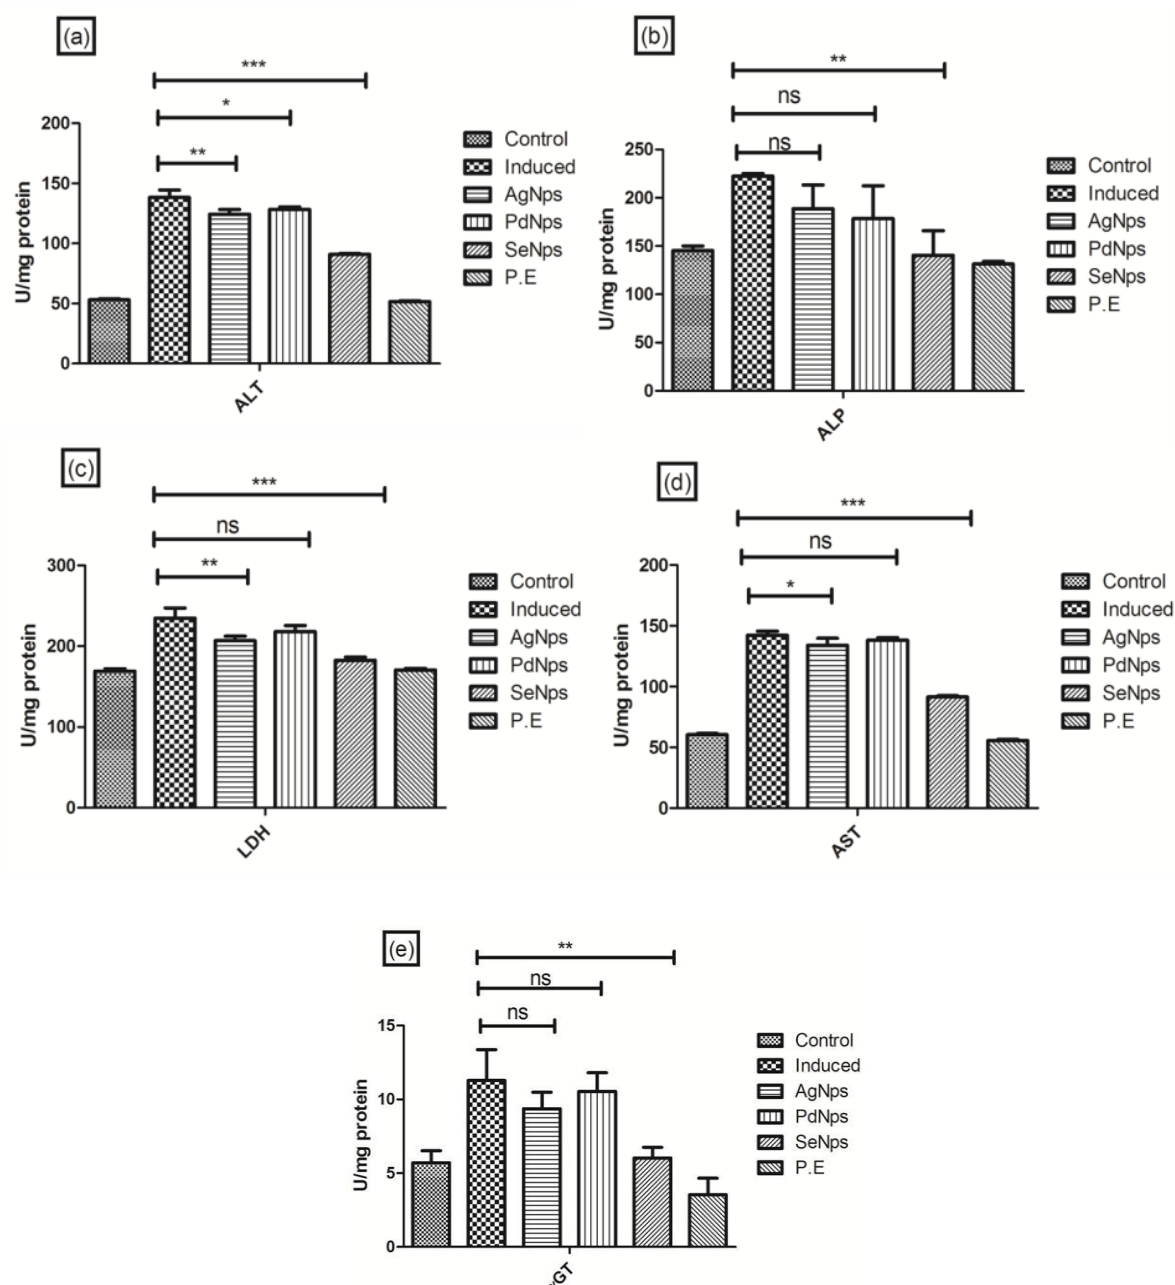 (a)
***
*
**
200
150
100
50
0
U/mg protein
ALT
Control
Induced
AgNps
PdNps
SeNps
P.E
(b)
**
ns
ns
250
200
150
100
50
0
U/mg protein
ALP
Control
Induced
AgNps
PdNps
SeNps
P.E
(c)
***
ns
**
300
200
100
0
U/mg protein
LDH
Control
Induced
AgNps
PdNps
SeNps
P.E
(d)
***
ns
*
200
150
100
50
0
U/mg protein
AST
Control
Induced
AgNps
PdNps
SeNps
P.E
(e)
**
ns
ns
15
10
5
0
U/mg protein
Control
Induced
AgNps
PdNps
SeNps
P.E